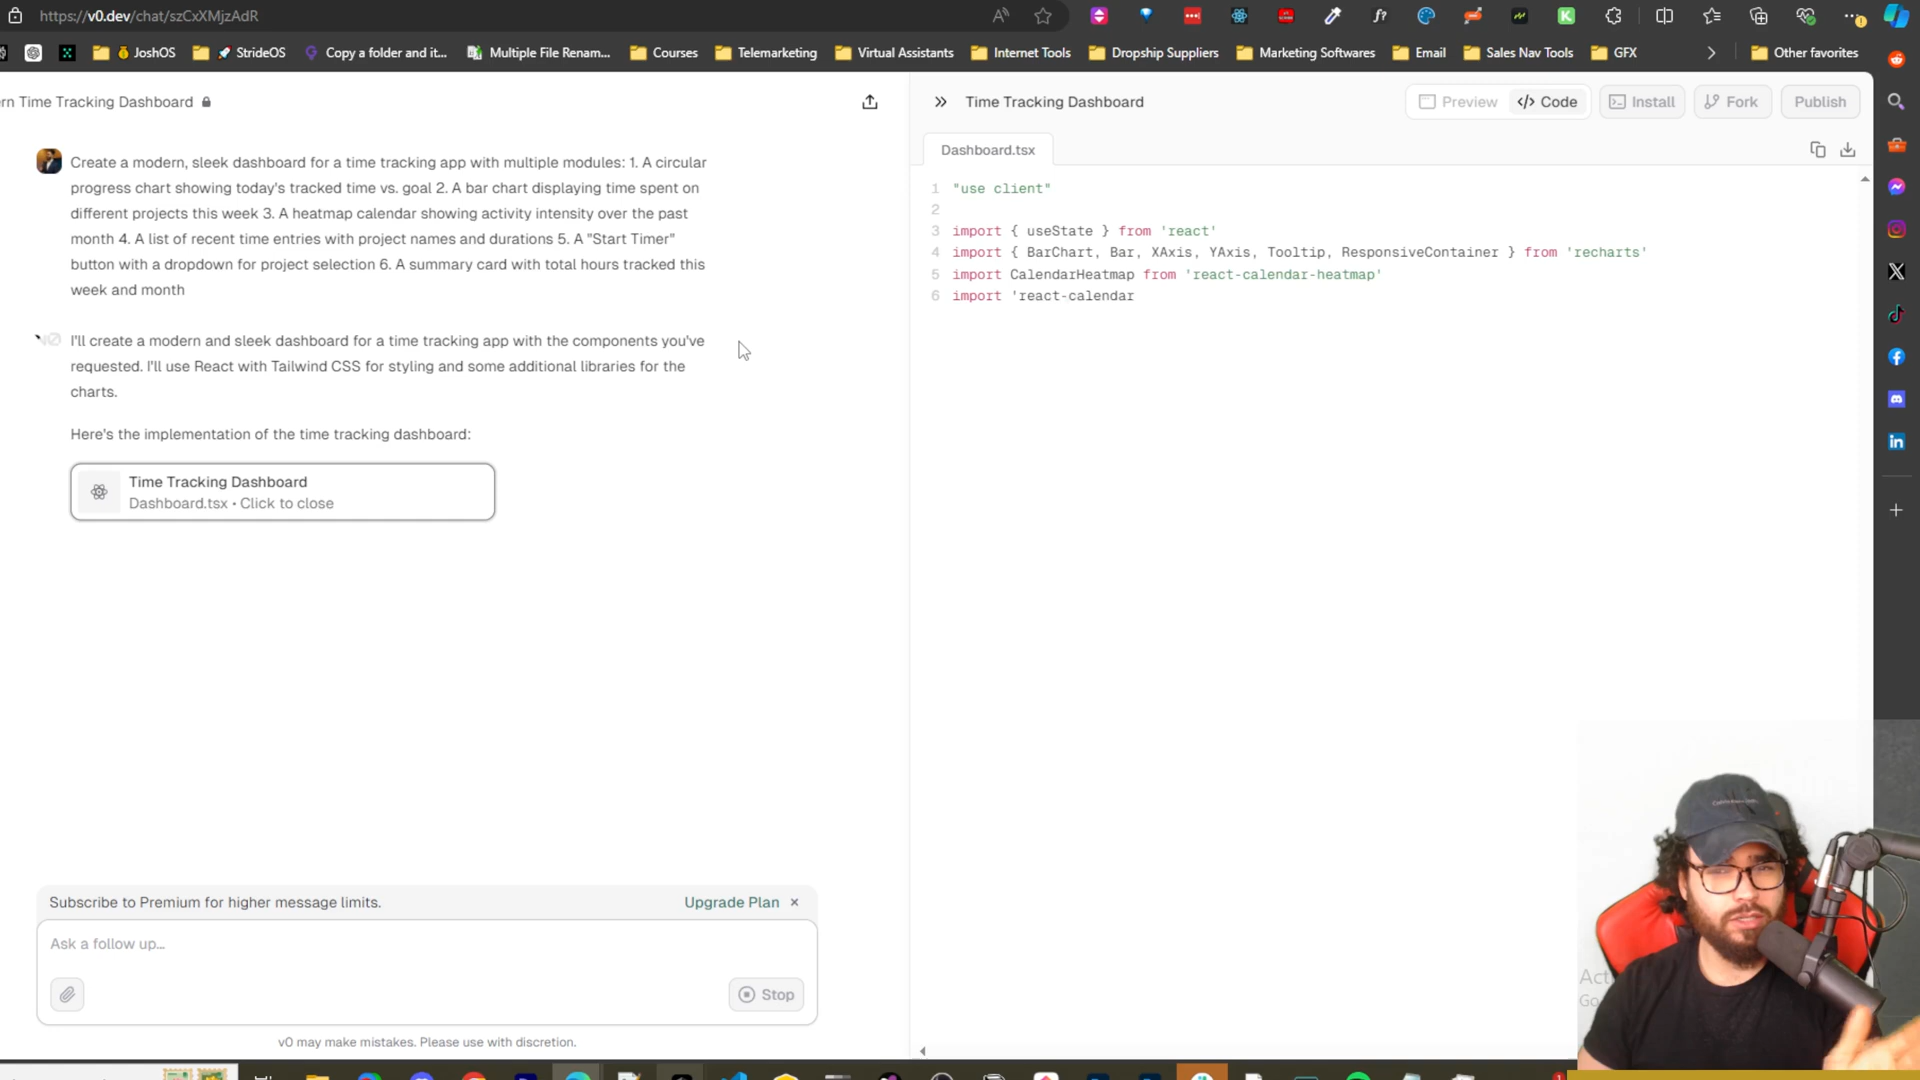 https://v0.dev/chat/szCxXMjzAdR
JoshOS
StrideOS
Copy a folder and it...
Multiple File Renam...
Courses
Telemarketing
Virtual Assistants
Internet Tools
Dropship Suppliers
Marketing Softwares
Email
Sales Nav Tools
GFX
Other favorites
rn Time Tracking Dashboard
Time Tracking Dashboard
Preview
Code
Install
Fork
Publish
Dashboard.tsx
Create a modern, sleek dashboard for a time tracking app with multiple modules: 1. A circular
progress chart showing today's tracked time vs. goal 2. A bar chart displaying time spent on
different projects this week 3. A heatmap calendar showing activity intensity over the past
month 4. A list of recent time entries with project names and durations 5. A "Start Timer"
button with a dropdown for project selection 6. A summary card with total hours tracked this
week and month
I'll create a modern and sleek dashboard for a time tracking app with the components you've
requested. I'll use React with Tailwind CSS for styling and some additional libraries for the
charts.
Here's the implementation of the time tracking dashboard:
Time Tracking Dashboard
Dashboard.tsx • Click to close
1 "use client"
2
3 import { useState } from 'react'
4 import { BarChart, Bar, XAxis, YAxis, Tooltip, ResponsiveContainer } from 'recharts'
5 import CalendarHeatmap from 'react-calendar-heatmap'
6 import 'react-calendar
Subscribe to Premium for higher message limits.
Upgrade Plan
Ask a follow up...
Stop
v0 may make mistakes. Please use with discretion.
Act
Go